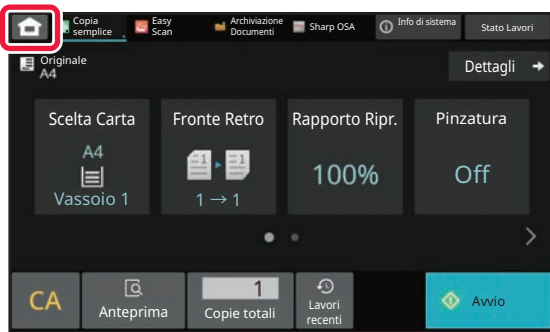 Copia semplice
Easy Scan
Archiviazione Documenti
Sharp OSA
Info di sistema
Stato Lavori
Originale
A4
Dettagli
Scelta Carta
A4
Vassoio 1
Fronte Retro
1 1
1 → 1
Rapporto Ripr.
100%
Pinzatura
Off
CA
Anteprima
1
Copie totali
Lavori
recenti
Avvio